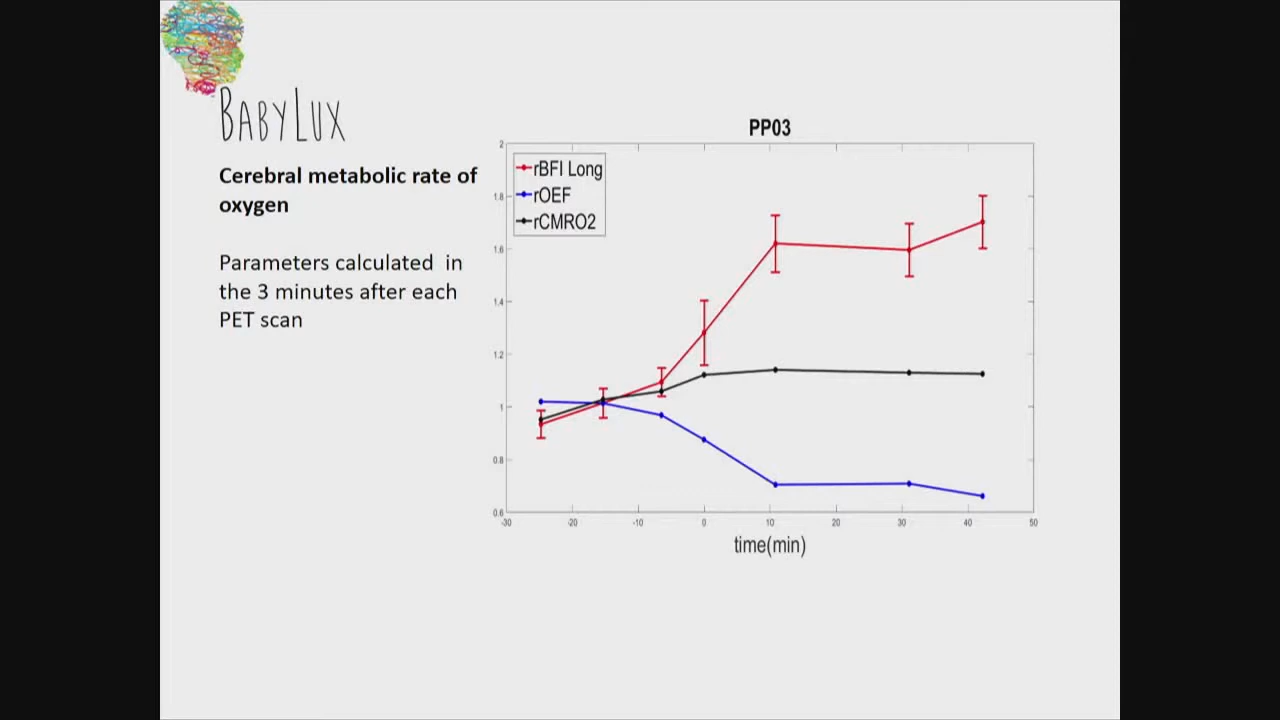 BABYLUX
Cerebral metabolic rate of
oxygen
Parameters calculated in
the 3 minutes after each
PET scan
PP03
rBFI Long
rOEF
rCMRO2
2
1.8
1.6
1.4
1.2
1
0.8
0.6
-30 -20 -10 0 10 20 30 40 50
time(min)